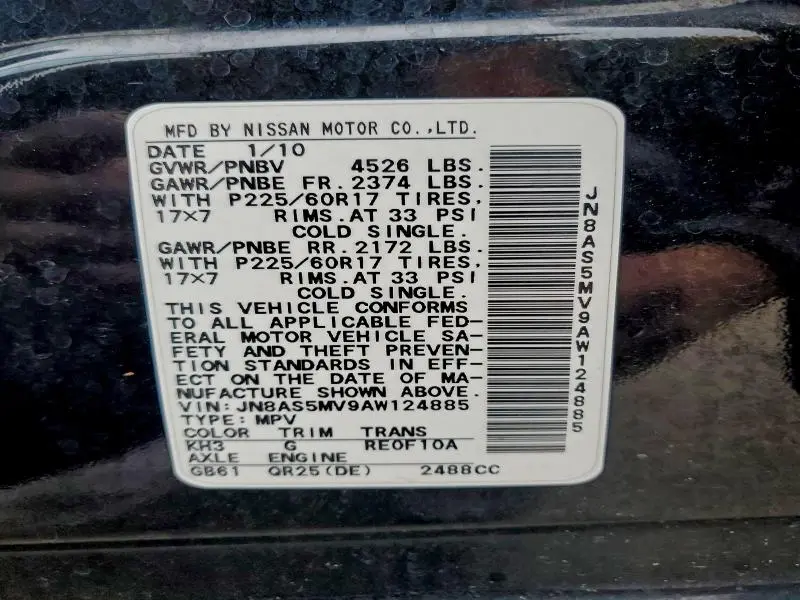 MFD BY NISSAN MOTOR CO.,LTD.
DATE 1/10
GVWR/PNBV 4526 LBS.
GAWR/PNBE FR. 2374 LBS.
WITH P225/60R17 TIRES,
17×7 RIMS.AT 33 PSI
COLD SINGLE.
GAWR/PNBE RR. 2172 LBS.
WITH P225/60R17 TIRES,
17×7 RIMS.AT 33 PSI
COLD SINGLE.
THIS VEHICLE CONFORMS
TO ALL APPLICABLE FED-
ERAL MOTOR VEHICLE SA-
FETY AND THEFT PREVEN-
TION STANDARDS IN EFF-
ECT ON THE DATE OF MA-
NUFACTURE SHOWN ABOVE.
VIN:JN8AS5MV9AW124885
TYPE:MPV
COLOR TRIM TRANS
KH3 G RE0F10A
AXLE ENGINE
GB61 QR25(DE) 2488CC
JN8AS5MV9AW124885